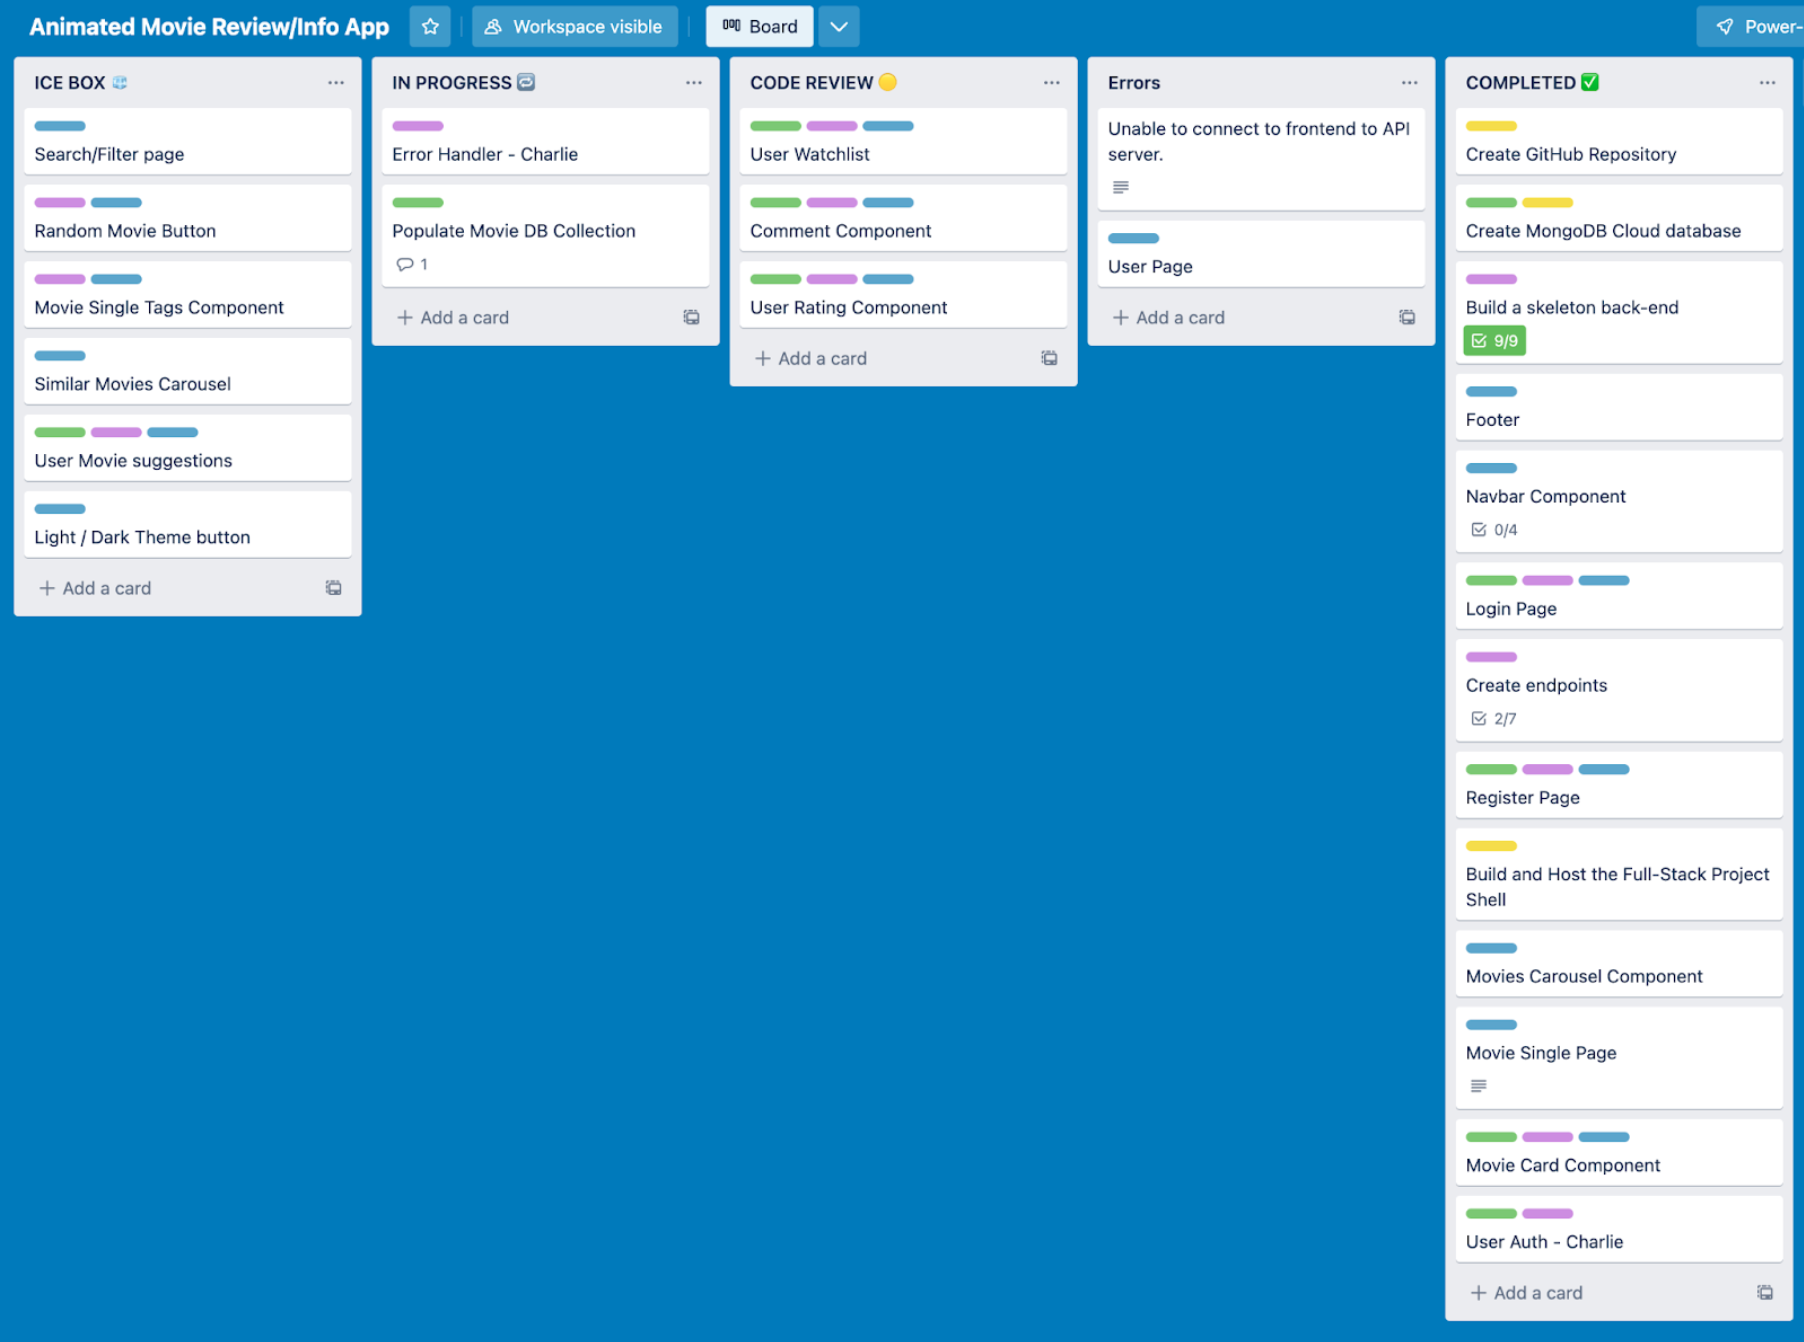 Animated Movie Review/Info App
Workspace visible
Board
Power-
ICE BOX
Search/Filter page
Random Movie Button
Movie Single Tags Component
Similar Movies Carousel
User Movie suggestions
Light / Dark Theme button
+ Add a card
IN PROGRESS
Error Handler - Charlie
Populate Movie DB Collection
1
+ Add a card
CODE REVIEW
User Watchlist
Comment Component
User Rating Component
+ Add a card
Errors
Unable to connect to frontend to API
server.
User Page
+ Add a card
COMPLETED
Create GitHub Repository
Create MongoDB Cloud database
Build a skeleton back-end
9/9
Footer
Navbar Component
0/4
Login Page
Create endpoints
2/7
Register Page
Build and Host the Full-Stack Project
Shell
Movies Carousel Component
Movie Single Page
Movie Card Component
User Auth - Charlie
+ Add a card